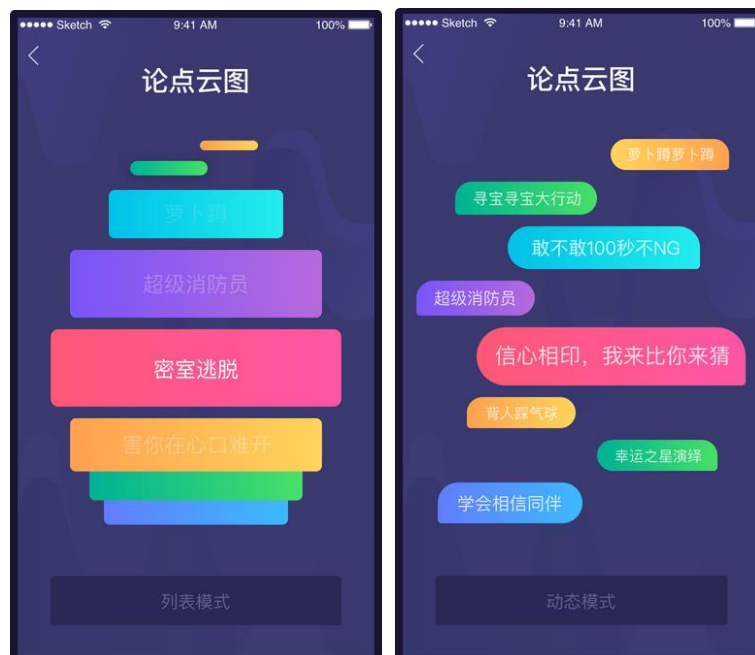 Sketch 9:41 AM 100%
论点云图
萝卜蹲
超级消防员
密室逃脱
害你在心口难开
列表模式
Sketch 9:41 AM 100%
论点云图
萝卜蹲萝卜蹲
寻宝寻宝大行动
敢不敢100秒不NG
超级消防员
信心相印，我来比你来猜
背人踩气球
幸运之星演绎
学会相信同伴
动态模式